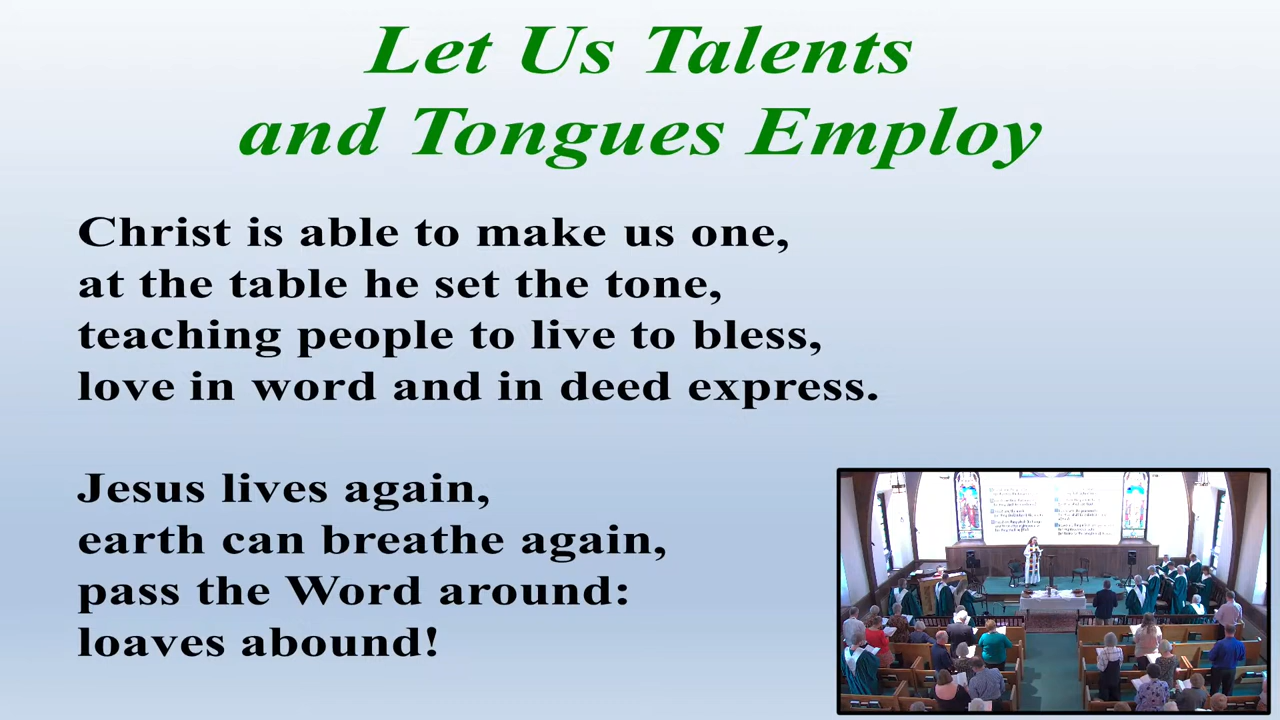 Let Us Talents
and Tongues Employ
Christ is able to make us one,
at the table he set the tone,
teaching people to live to bless,
love in word and in deed express.
Jesus lives again,
earth can breathe again,
pass the Word around:
loaves abound!